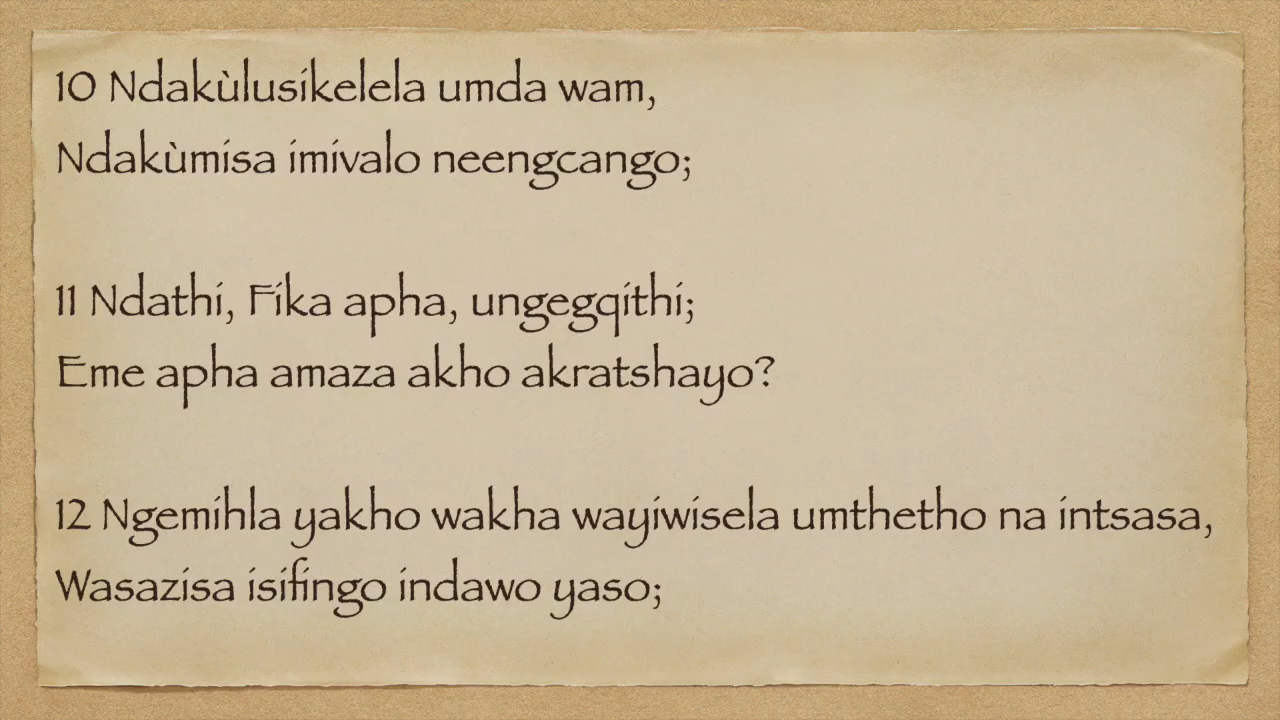 10 Ndakùlusikelela umda wam,
Ndakùmisa imivalo neengcango;
11 Ndathi, Fika apha, ungegqithi;
Eme apha amaza akho akratshayo?
12 Ngemihla yakho wakha wayiwisela umthetho na intsasa,
Wasazisa isifingo indawo yaso;